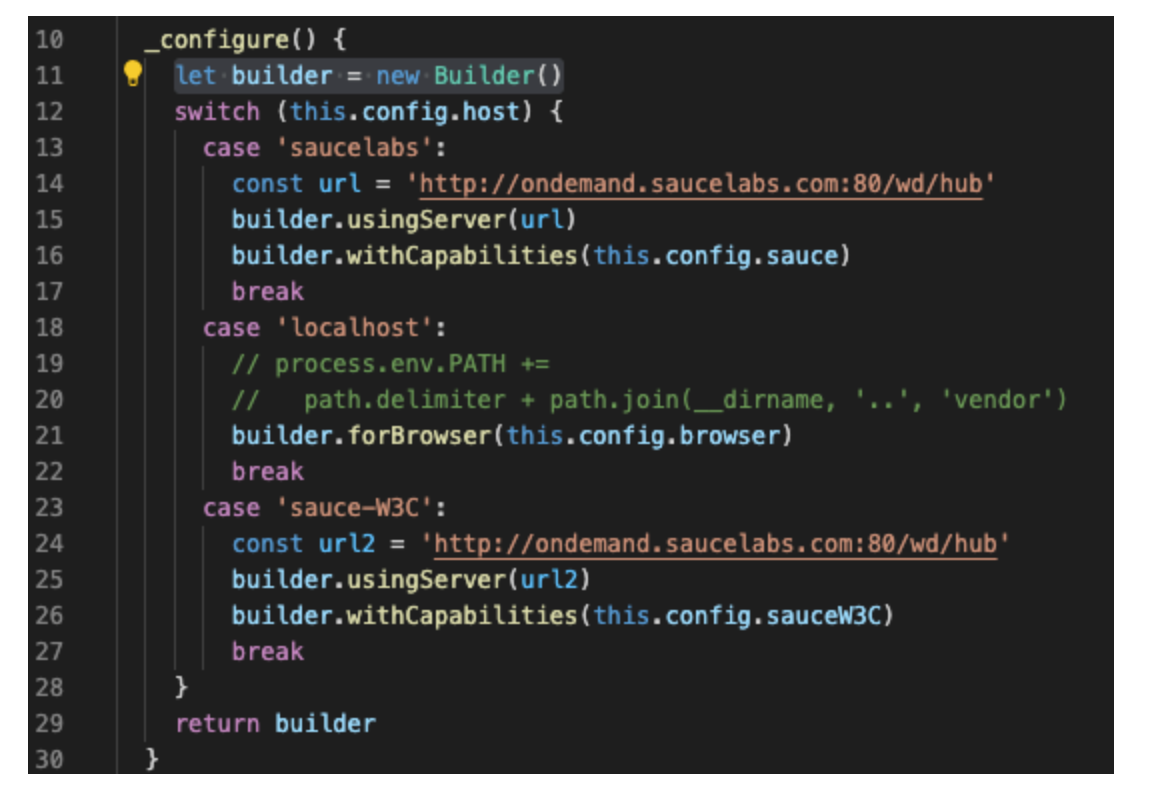 10 _configure() {
11 let builder = new Builder()
12 switch (this.config.host) {
13 case 'saucelabs':
14 const url = 'http://ondemand.saucelabs.com:80/wd/hub'
15 builder.usingServer(url)
16 builder.withCapabilities(this.config.sauce)
17 break
18 case 'localhost':
19 // process.env.PATH +=
20 //   path.delimiter + path.join(__dirname, '..', 'vendor')
21 builder.forBrowser(this.config.browser)
22 break
23 case 'sauce-W3C':
24 const url2 = 'http://ondemand.saucelabs.com:80/wd/hub'
25 builder.usingServer(url2)
26 builder.withCapabilities(this.config.sauceW3C)
27 break
28 }
29 return builder
30 }